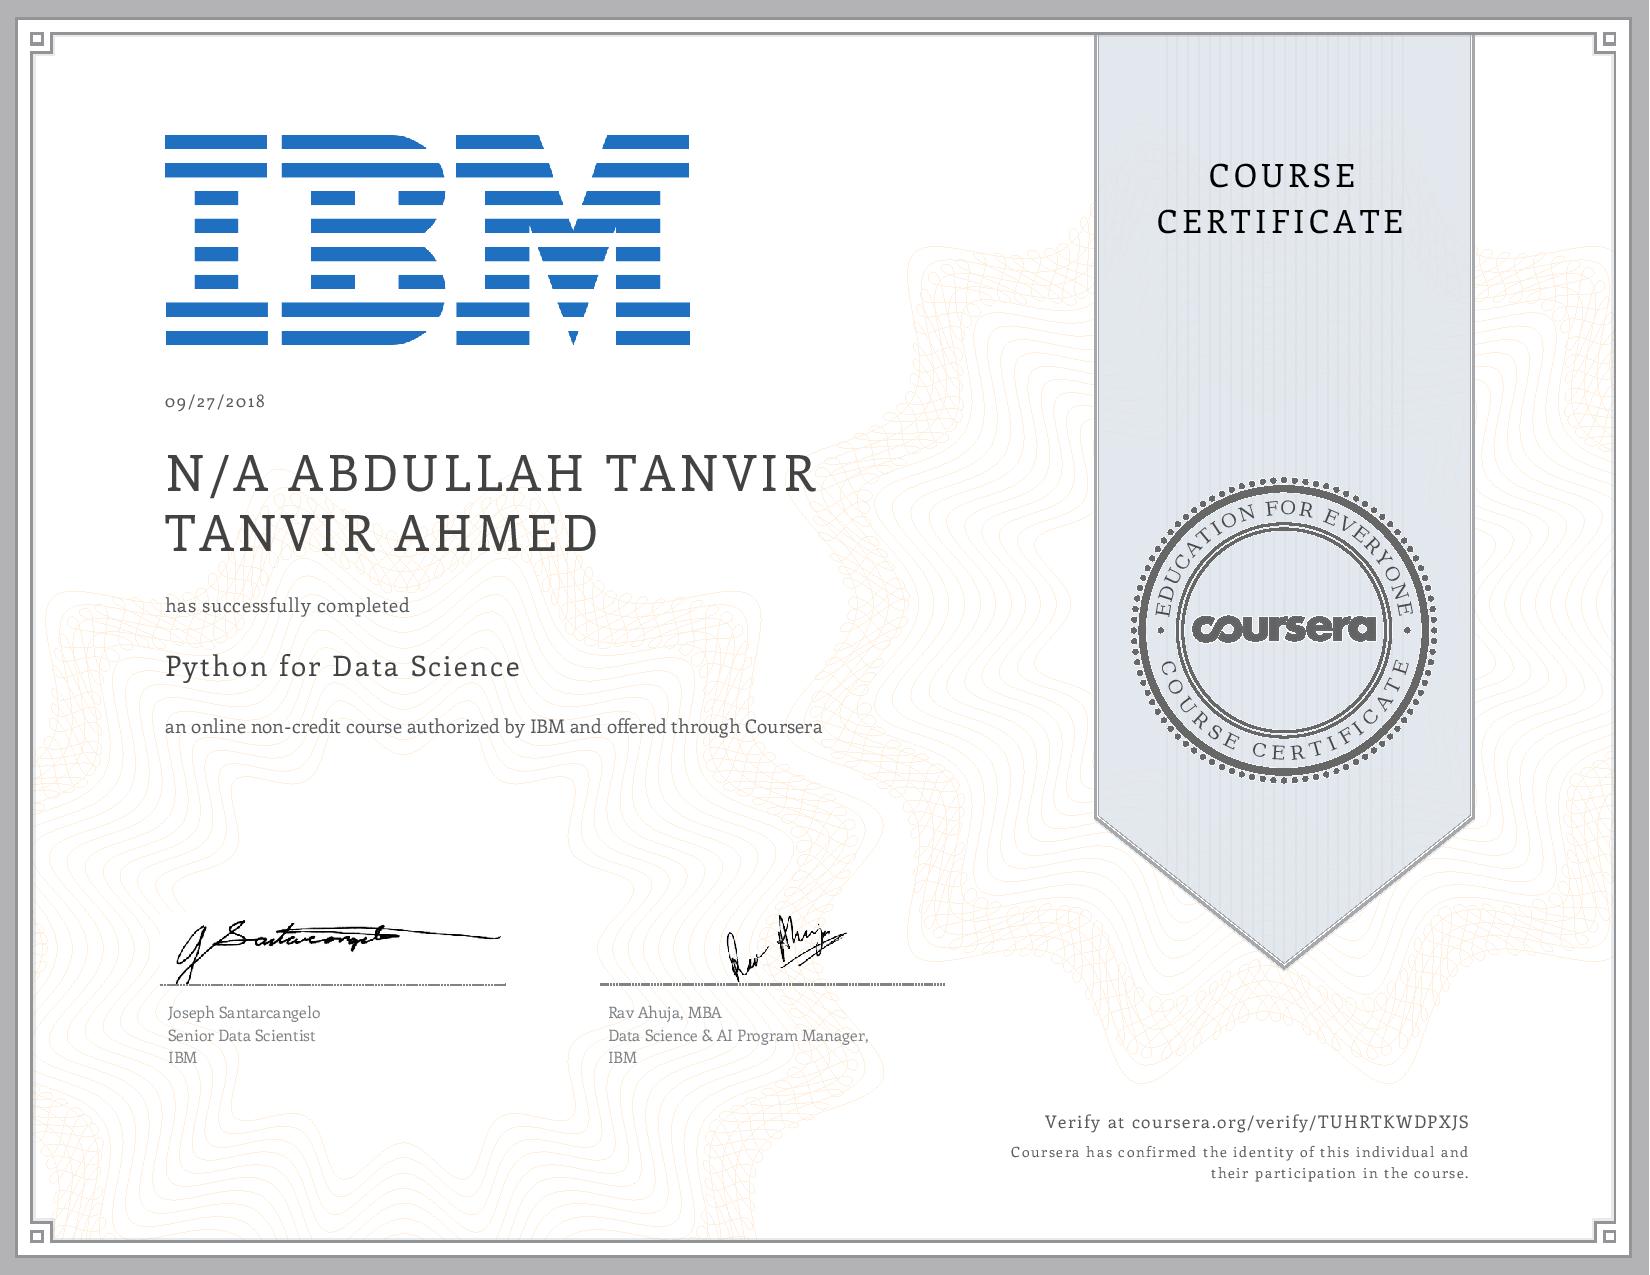 IBM
COURSE
CERTIFICATE
09/27/2018
N/A ABDULLAH TANVIR
TANVIR AHMED
has successfully completed
Python for Data Science
an online non-credit course authorized by IBM and offered through Coursera
EDUCATION FOR EVERYONE
coursera
COURSE CERTIFICATE
J Santarcangelo
Rav Ahuja
Joseph Santarcangelo
Senior Data Scientist
IBM
Rav Ahuja, MBA
Data Science & AI Program Manager,
IBM
Verify at coursera.org/verify/TUHRTKWDPXJS
Coursera has confirmed the identity of this individual and
their participation in the course.